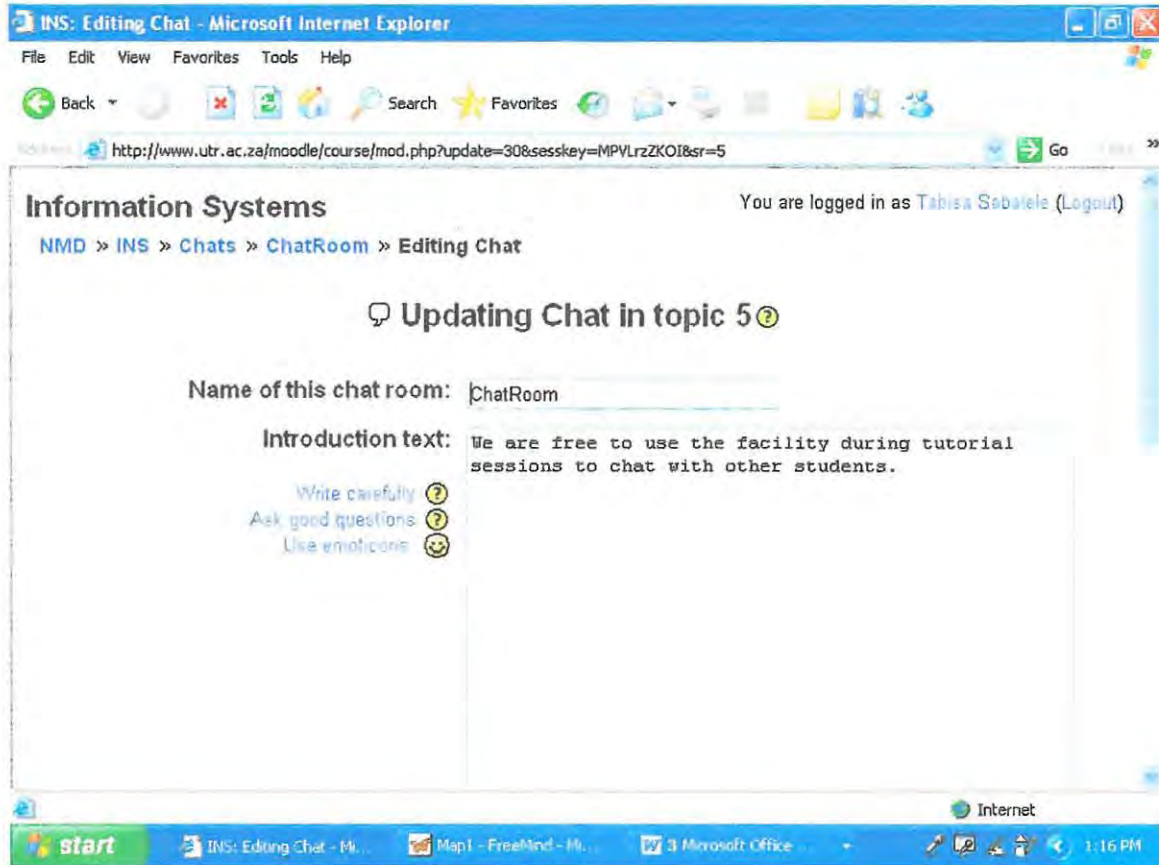 INS: Editing Chat - Microsoft Internet Explorer
File Edit View Favorites Tools Help
Back Search Favorites
http://www.utr.ac.za/moodle/course/mod.php?update=30&sesskey=MPVLrzZKOI&sr=5 Go »
Information Systems
You are logged in as Tabisa Sabalele (Logout)
NMD » INS » Chats » ChatRoom » Editing Chat
Updating Chat in topic 5 ?
Name of this chat room: ChatRoom
Introduction text: We are free to use the facility during tutorial
sessions to chat with other students.
Write carefully ?
Ask good questions ?
Use emoticons
Internet
start INS: Editing Chat - Mi... Map1 - FreeMind - Mi... 3 Microsoft Office ... 1:16 PM